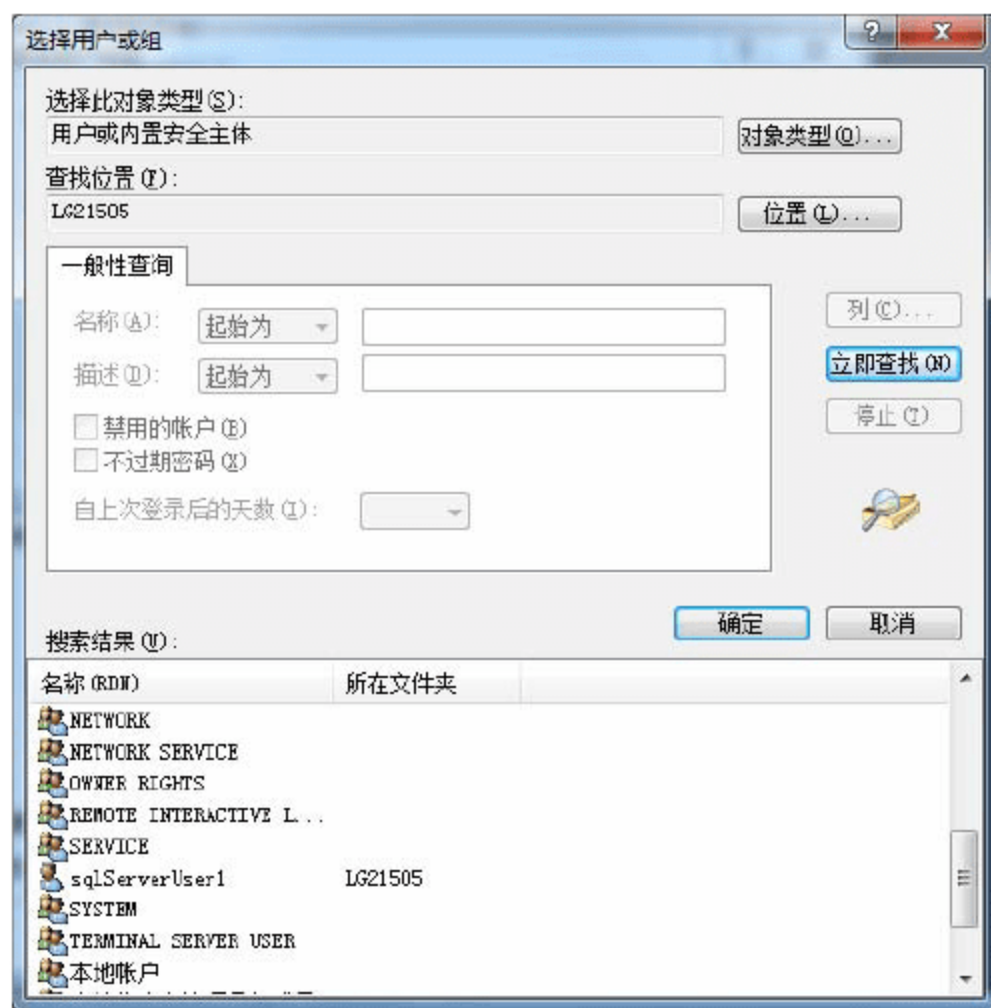 选择用户或组
选择此对象类型(S):
用户或内置安全主体
对象类型(O)...
查找位置(F):
LG21505
位置(L)...
一般性查询
名称(A):
起始为
列(C)...
描述(D):
起始为
立即查找(N)
禁用的帐户(B)
停止(T)
不过期密码(X)
自上次登录后的天数(I):
确定
取消
搜索结果(U):
名称(RDN)
所在文件夹
NETWORK
NETWORK SERVICE
OWNER RIGHTS
REMOTE INTERACTIVE L...
SERVICE
sqlServerUser1
LG21505
SYSTEM
TERMINAL SERVER USER
本地帐户